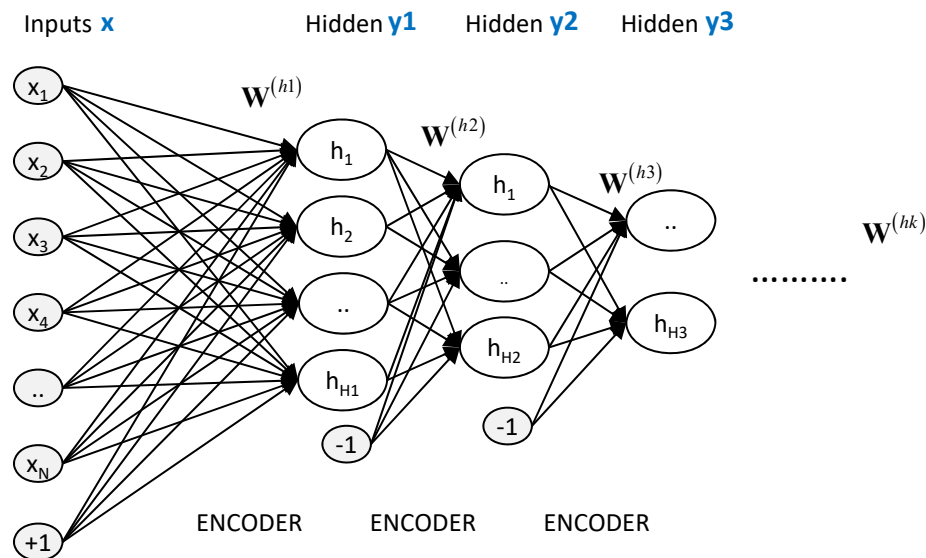 Inputs x
Hidden y1
Hidden y2
Hidden y3
W^(h1)
W^(h2)
W^(h3)
W^(hk)
x₁
x₂
x₃
x₄
..
x_N
+1
h₁
h₂
..
h_H1
-1
h₁
..
h_H2
-1
..
h_H3
..........
ENCODER
ENCODER
ENCODER